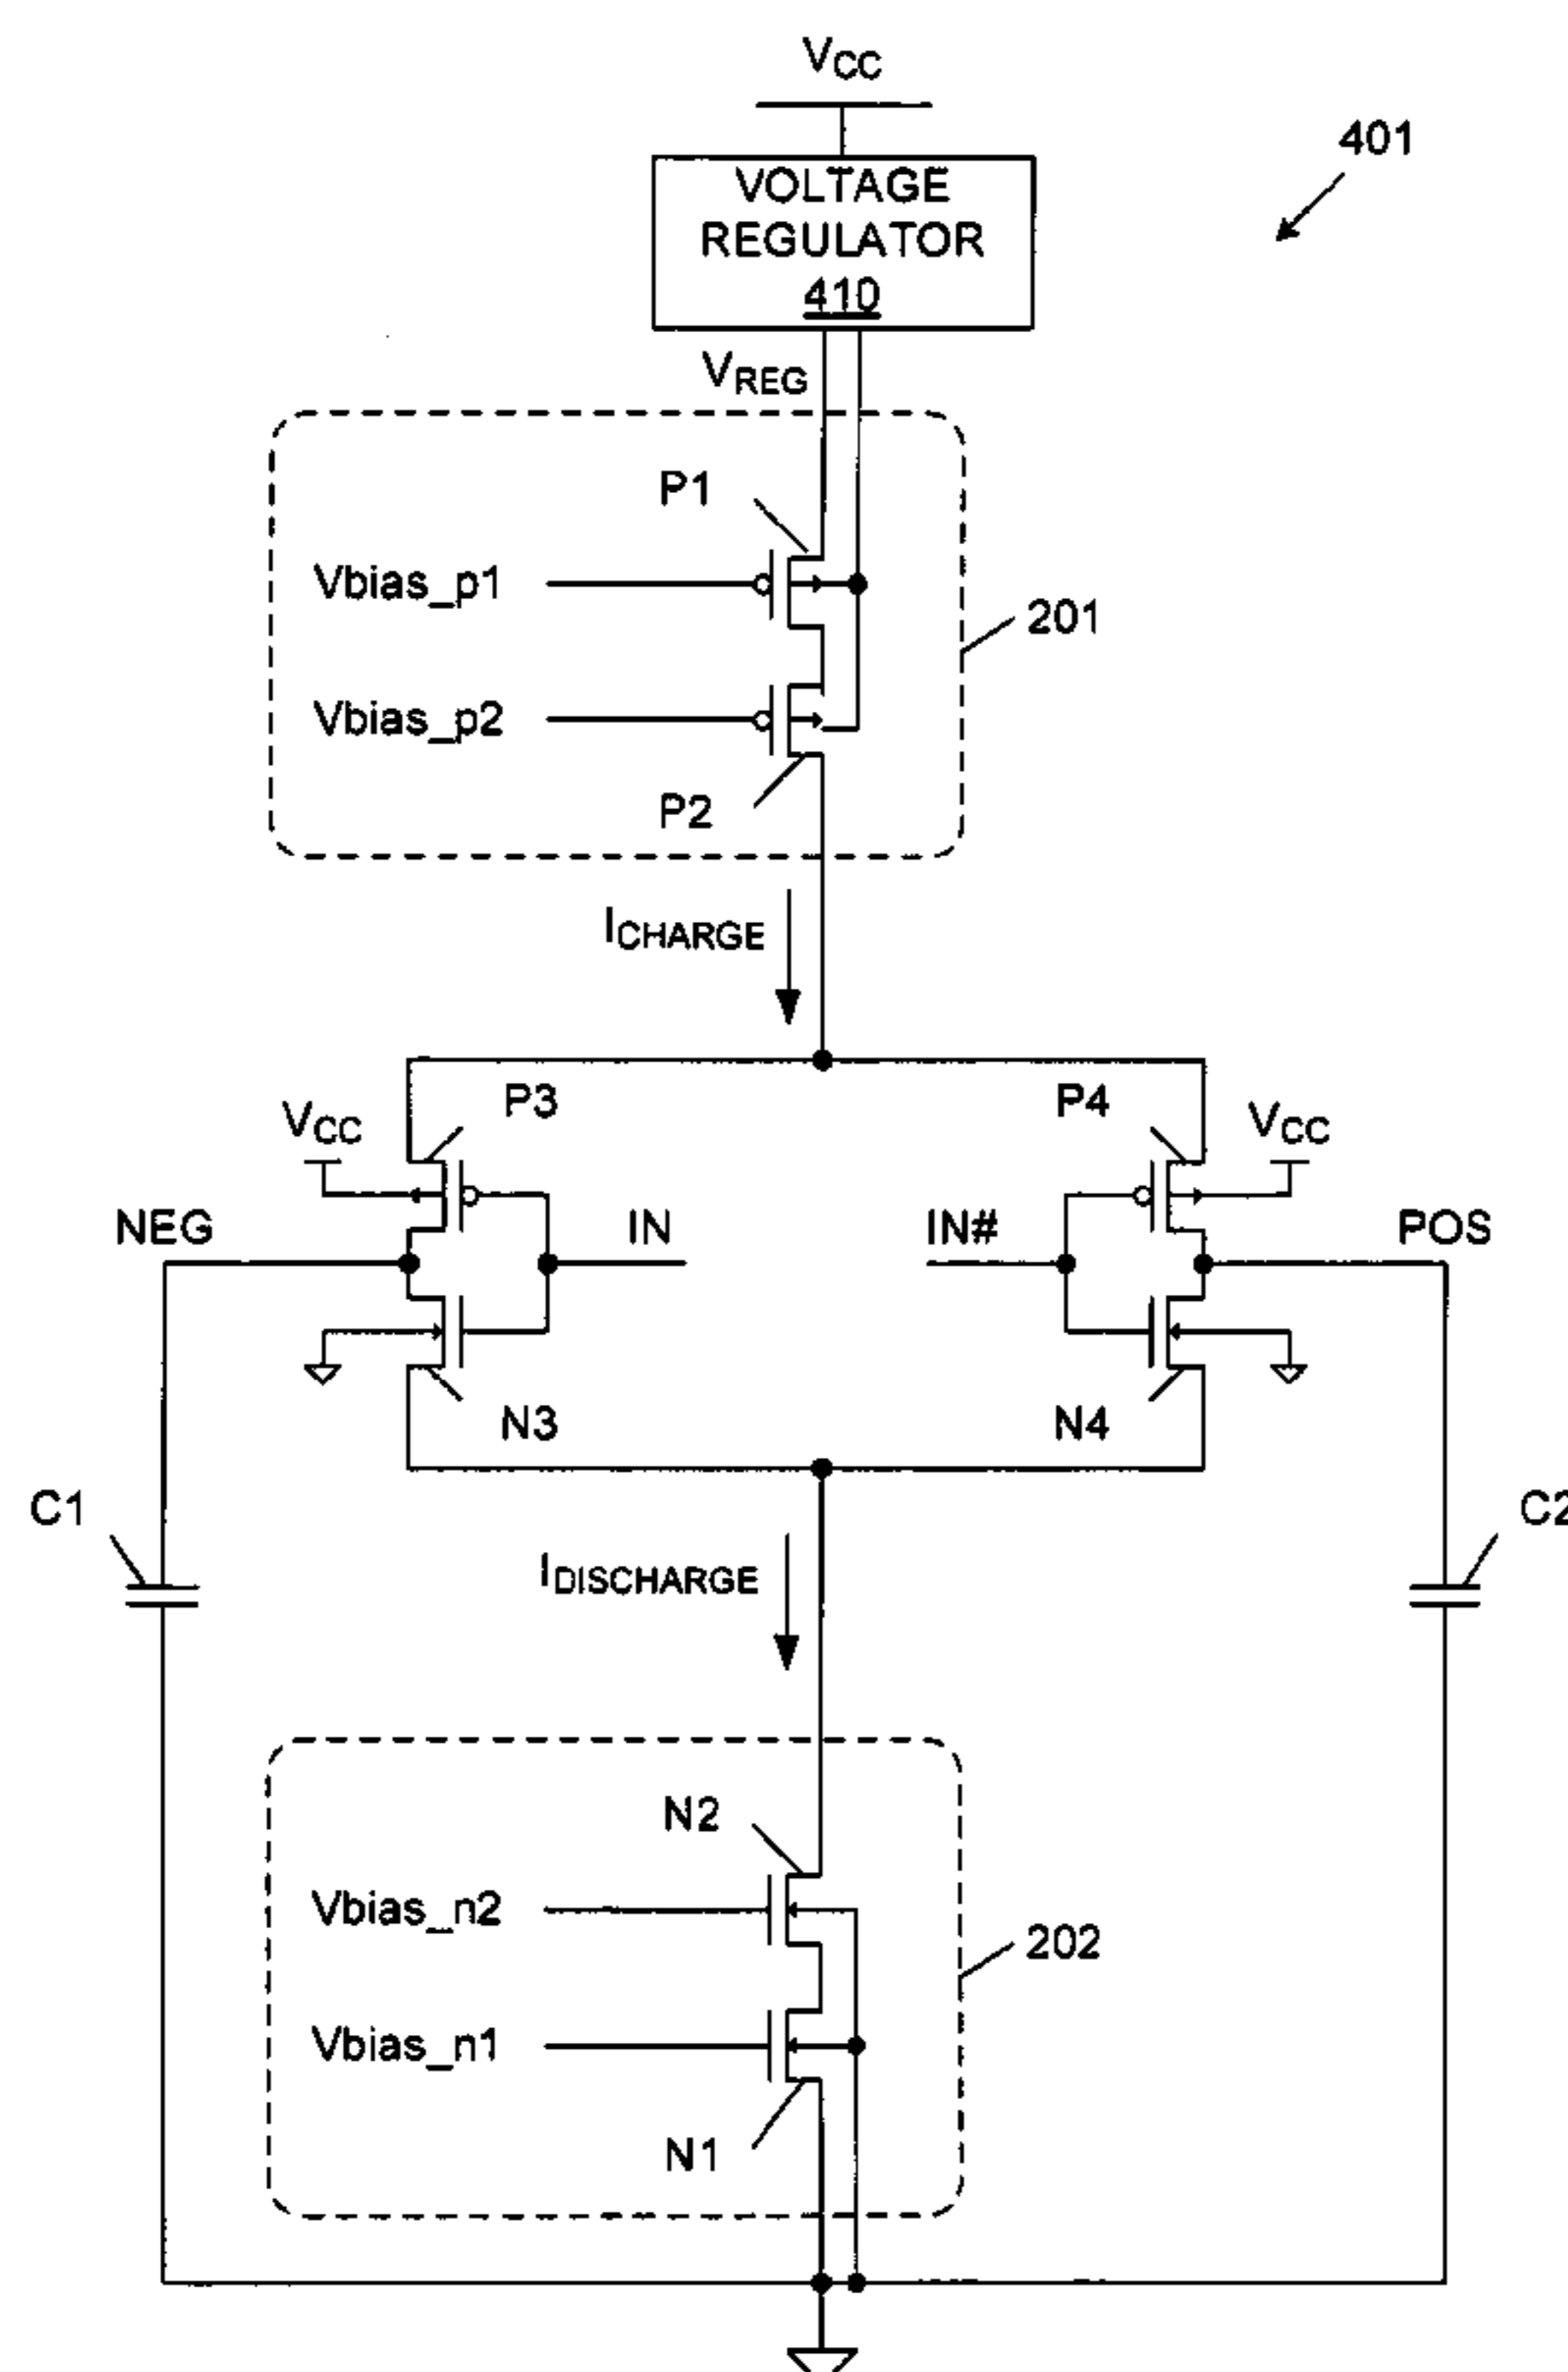 VCC
401
VOLTAGE
REGULATOR
410
VREG
P1
Vbias_p1
201
Vbias_p2
P2
ICHARGE
P3
P4
VCC
VCC
NEG
IN
IN#
POS
N3
N4
C1
C2
IDISCHARGE
N2
Vbias_n2
202
Vbias_n1
N1